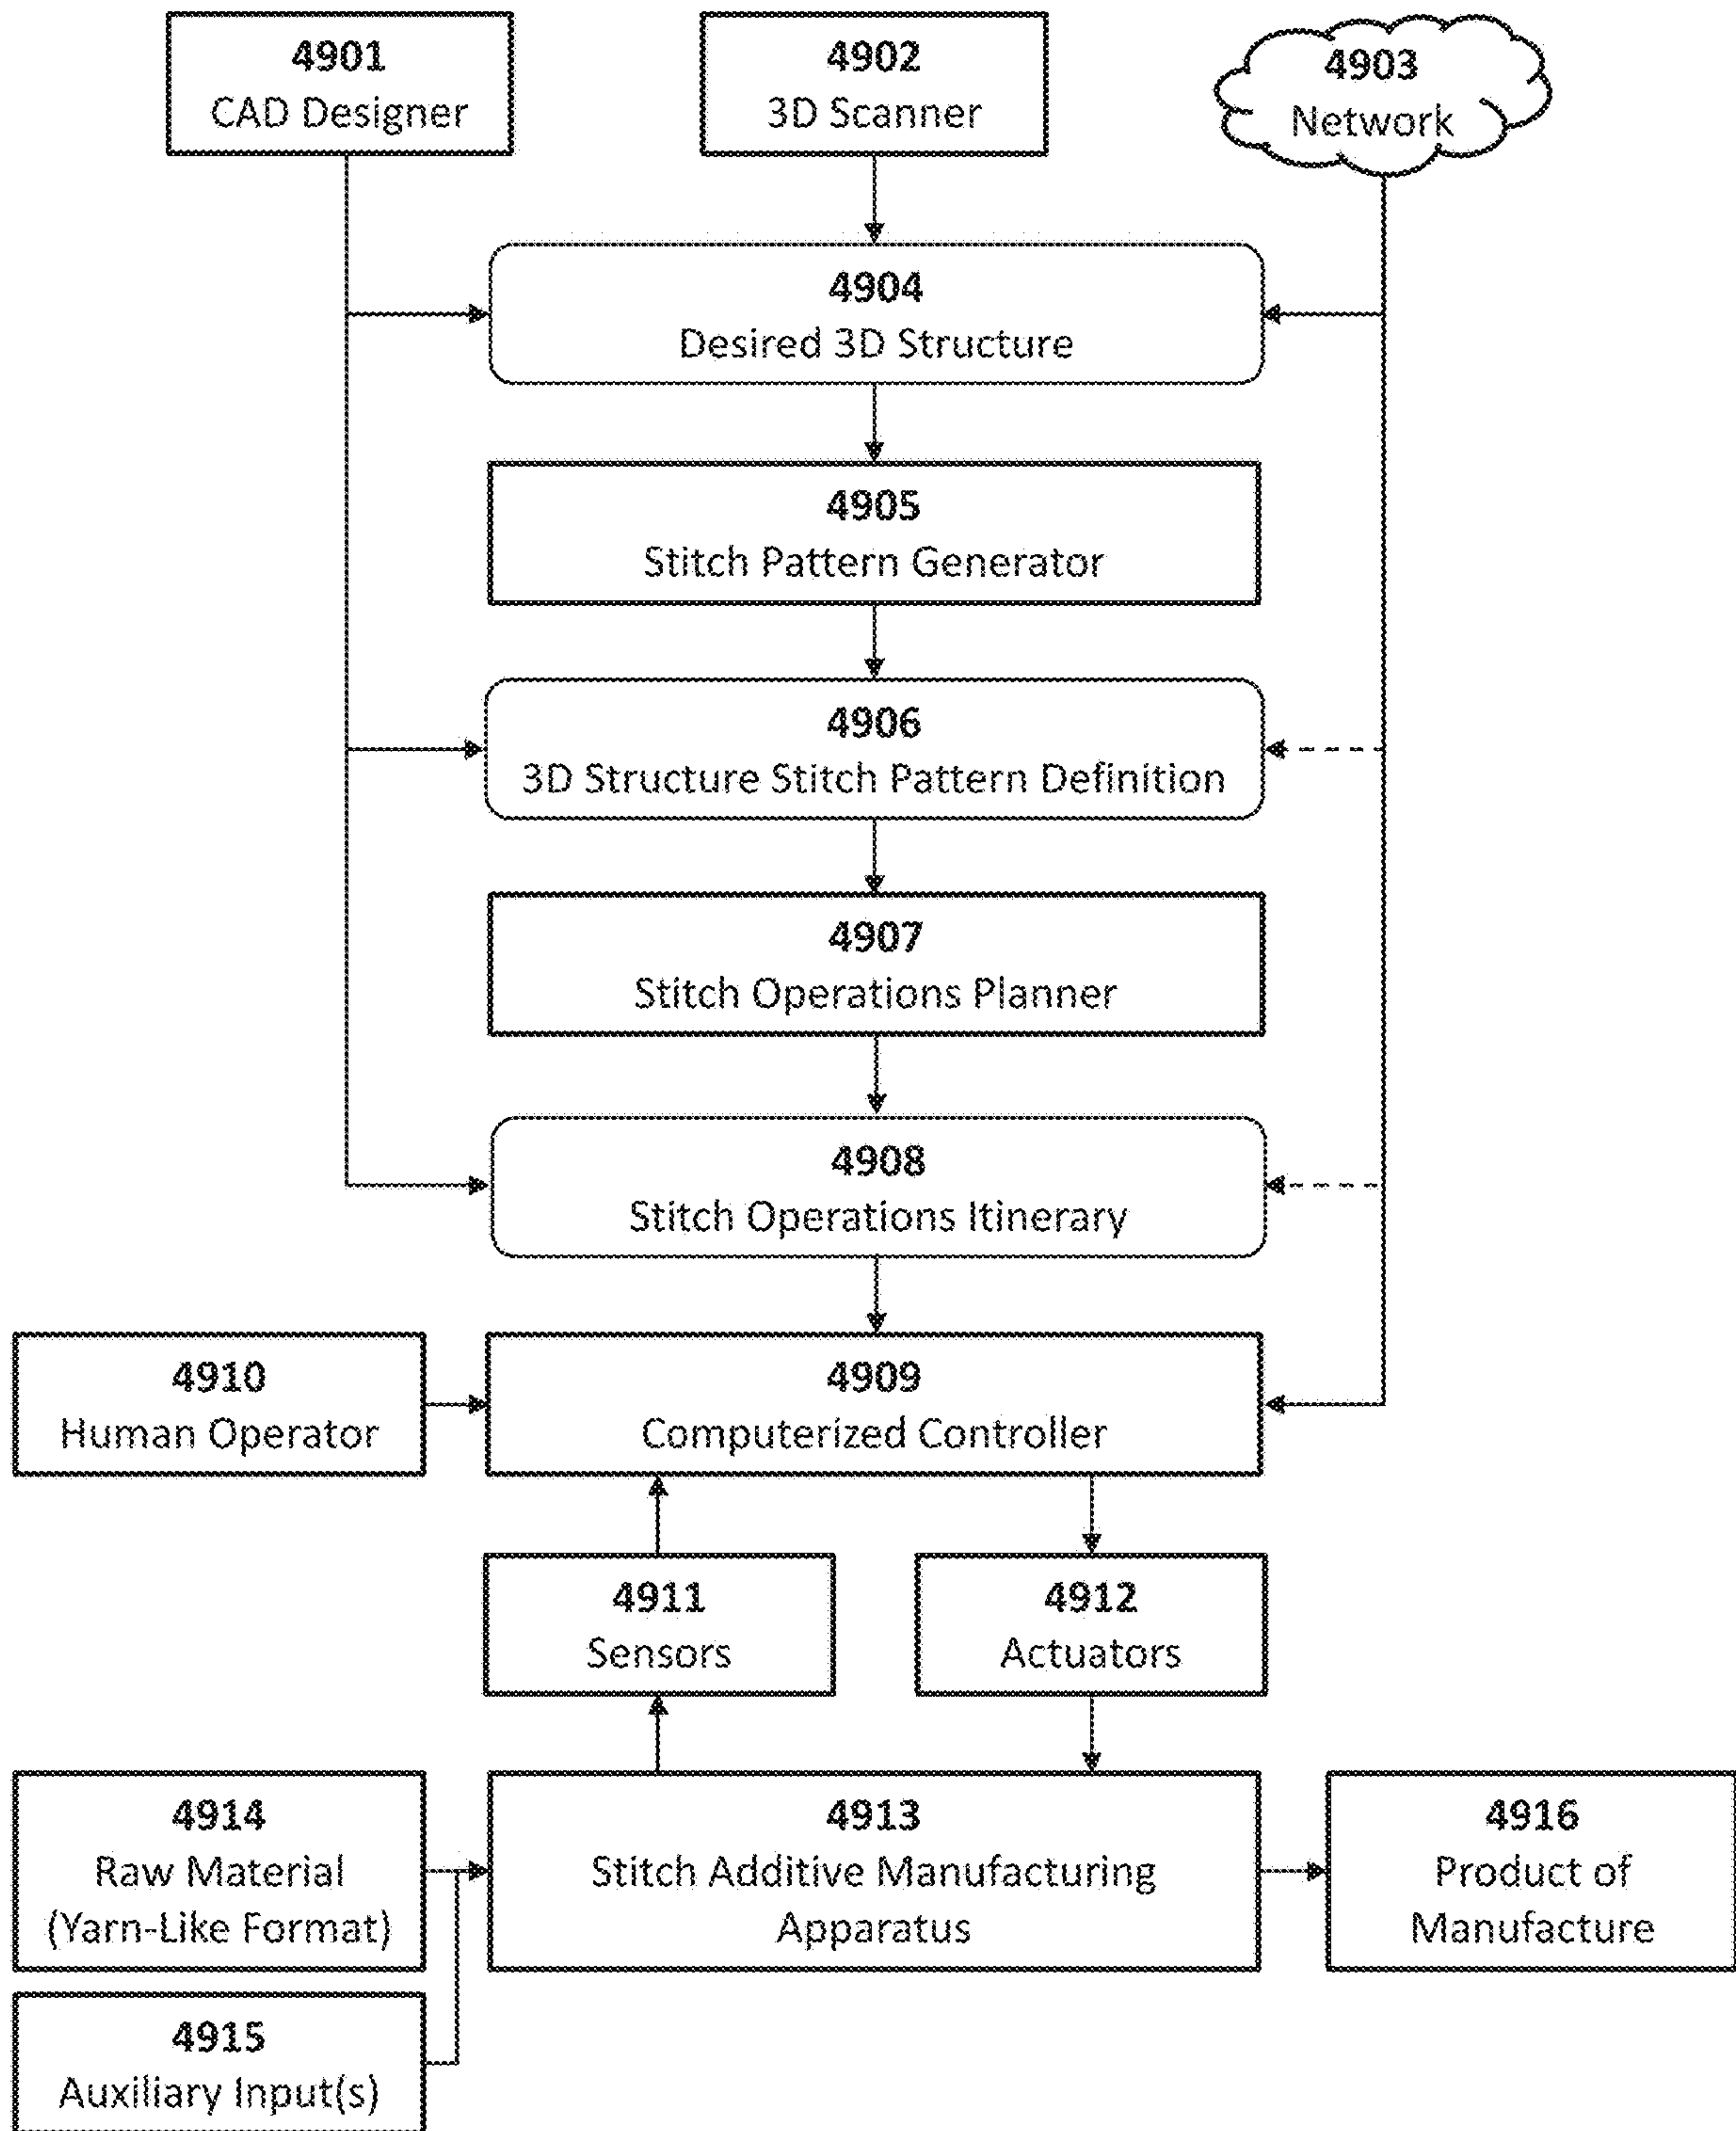 4901
CAD Designer
4902
3D Scanner
4903
Network
4904
Desired 3D Structure
4905
Stitch Pattern Generator
4906
3D Structure Stitch Pattern Definition
4907
Stitch Operations Planner
4908
Stitch Operations Itinerary
4910
Human Operator
4909
Computerized Controller
4911
Sensors
4912
Actuators
4914
Raw Material
(Yarn-Like Format)
4913
Stitch Additive Manufacturing
Apparatus
4916
Product of
Manufacture
4915
Auxiliary Input(s)